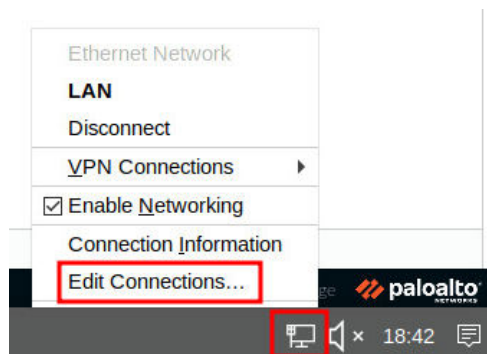 Ethernet Network
LAN
Disconnect
VPN Connections
Enable Networking
Connection Information
Edit Connections...
paloalto
NETWORKS
18:42